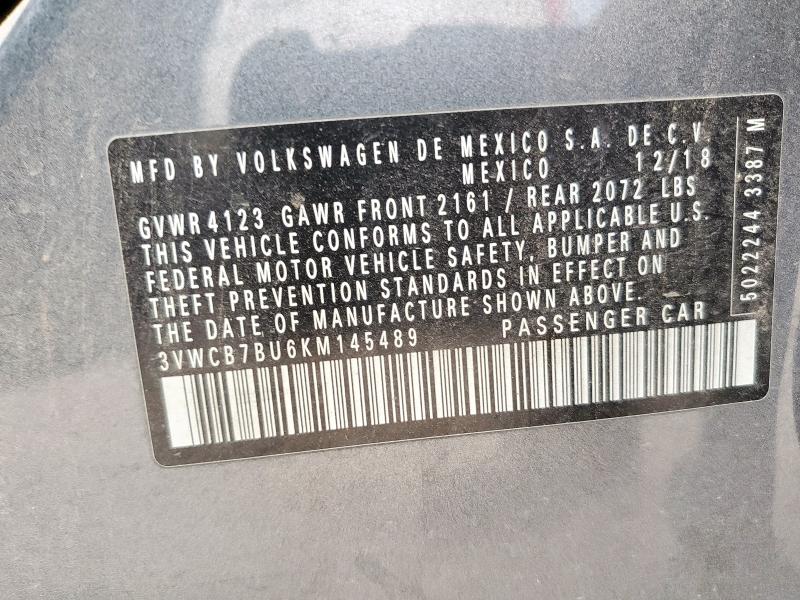 MFD BY VOLKSWAGEN DE MEXICO S.A. DE C.V.
MEXICO 12/18
GVWR 4123 GAWR FRONT 2161 / REAR 2072 LBS
THIS VEHICLE CONFORMS TO ALL APPLICABLE U.S.
FEDERAL MOTOR VEHICLE SAFETY, BUMPER AND
THEFT PREVENTION STANDARDS IN EFFECT ON
THE DATE OF MANUFACTURE SHOWN ABOVE.
3VWCB7BU6KM145489 PASSENGER CAR
5022244 3387 M